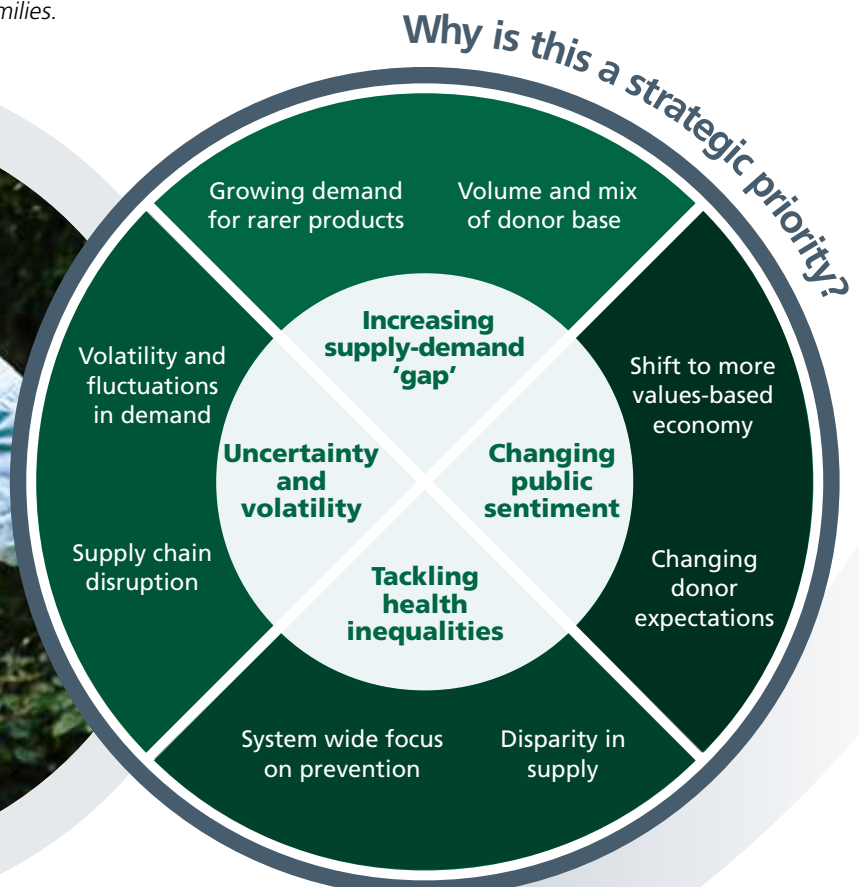 milies.
Why is this a strategic priority?
Growing demand
for rarer products
Volume and mix
of donor base
Increasing
supply-demand
‘gap’
Volatility and
fluctuations
in demand
Shift to more
values-based
economy
Uncertainty
and
volatility
Changing
public
sentiment
Supply chain
disruption
Changing
donor
expectations
Tackling
health
inequalities
System wide focus
on prevention
Disparity in
supply